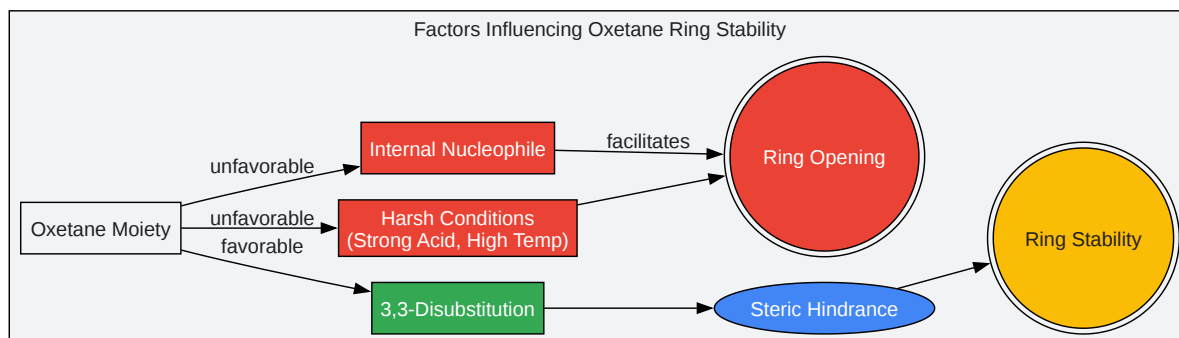 Factors Influencing Oxetane Ring Stability
Oxetane Moiety
unfavorable
unfavorable
favorable
Internal Nucleophile
Harsh Conditions
(Strong Acid, High Temp)
3,3-Disubstitution
facilitates
Ring Opening
Steric Hindrance
Ring Stability